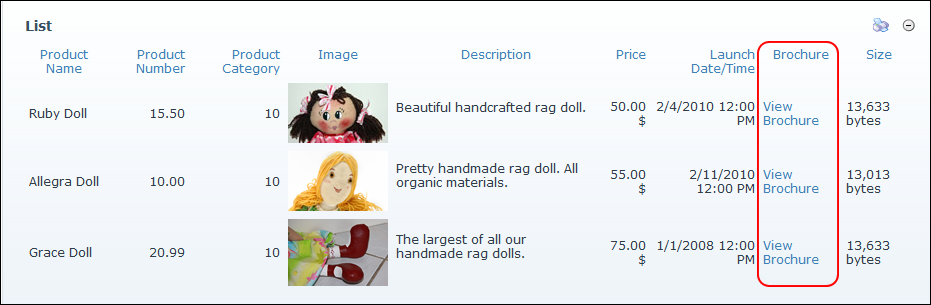 List
Product Name
Product Number
Product Category
Image
Description
Price
Launch Date/Time
Brochure
Size
Ruby Doll
15.50
10
Beautiful handcrafted rag doll.
50.00 $
2/4/2010 12:00 PM
View Brochure
13,633 bytes
Allegra Doll
10.00
10
Pretty handmade rag doll. All
organic materials.
55.00 $
2/11/2010 12:00 PM
View Brochure
13,013 bytes
Grace Doll
20.99
10
The largest of all our
handmade rag dolls.
75.00 $
1/1/2008 12:00 PM
View Brochure
13,633 bytes